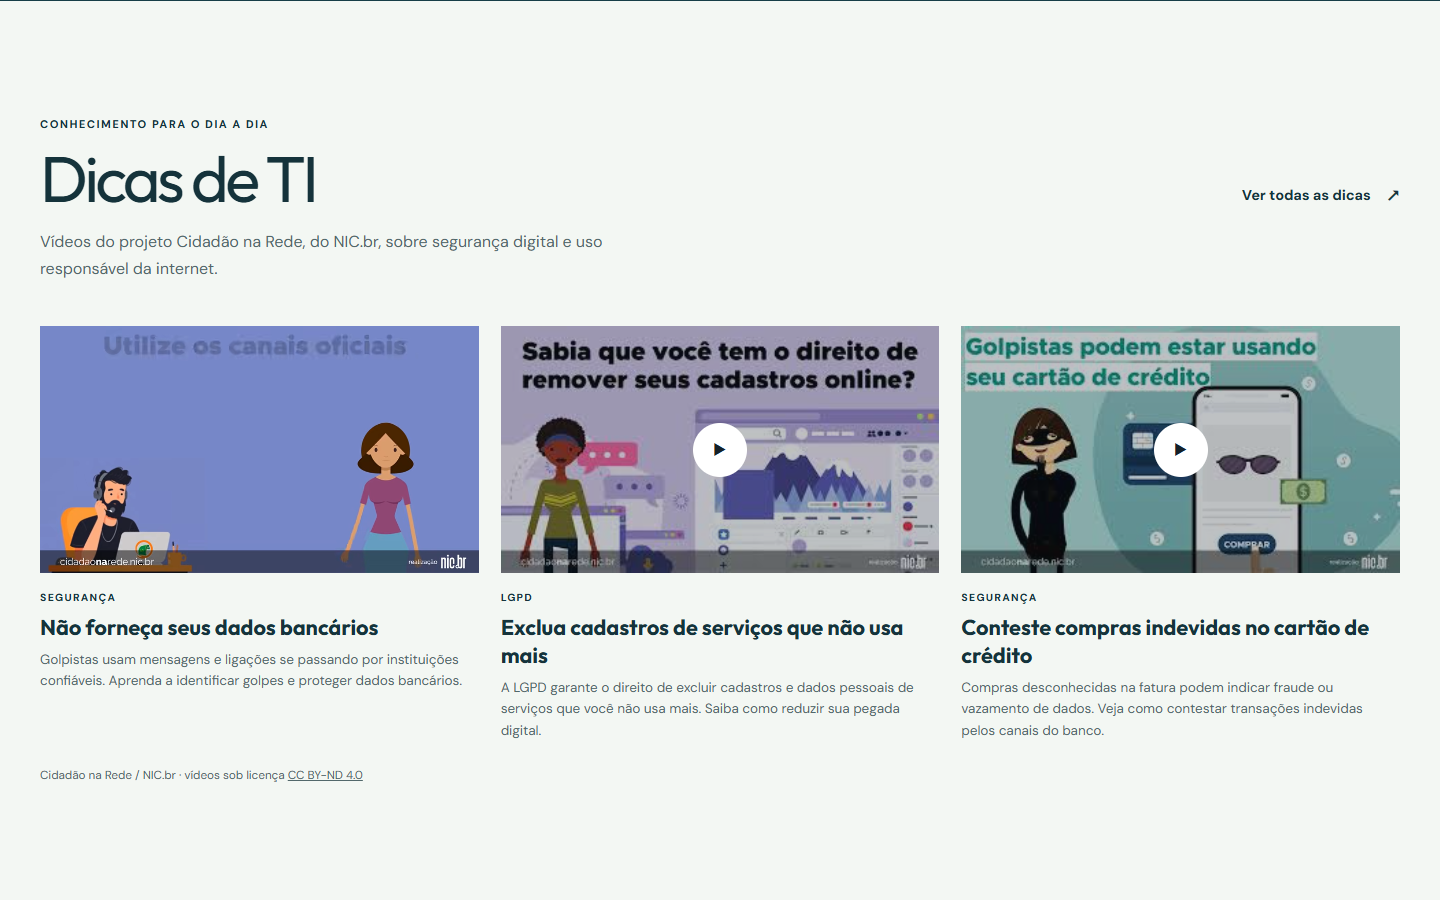 CONHECIMENTO PARA O DIA A DIA
Dicas de TI
Ver todas as dicas ↗
Vídeos do projeto Cidadão na Rede, do NIC.br, sobre segurança digital e uso
responsável da internet.
Utilize os canais oficiais
cidadaonarede.nic.br
realização nic.br
Sabia que você tem o direito de
remover seus cadastros online?
cidadaonarede.nic.br
realização nic.br
Golpistas podem estar usando
seu cartão de crédito
COMPRAR
cidadaonarede.nic.br
realização nic.br
SEGURANÇA
Não forneça seus dados bancários
Golpistas usam mensagens e ligações se passando por instituições
confiáveis. Aprenda a identificar golpes e proteger dados bancários.
LGPD
Exclua cadastros de serviços que não usa
mais
A LGPD garante o direito de excluir cadastros e dados pessoais de
serviços que você não usa mais. Saiba como reduzir sua pegada
digital.
SEGURANÇA
Conteste compras indevidas no cartão de
crédito
Compras desconhecidas na fatura podem indicar fraude ou
vazamento de dados. Veja como contestar transações indevidas
pelos canais do banco.
Cidadão na Rede / NIC.br · vídeos sob licença CC BY-ND 4.0